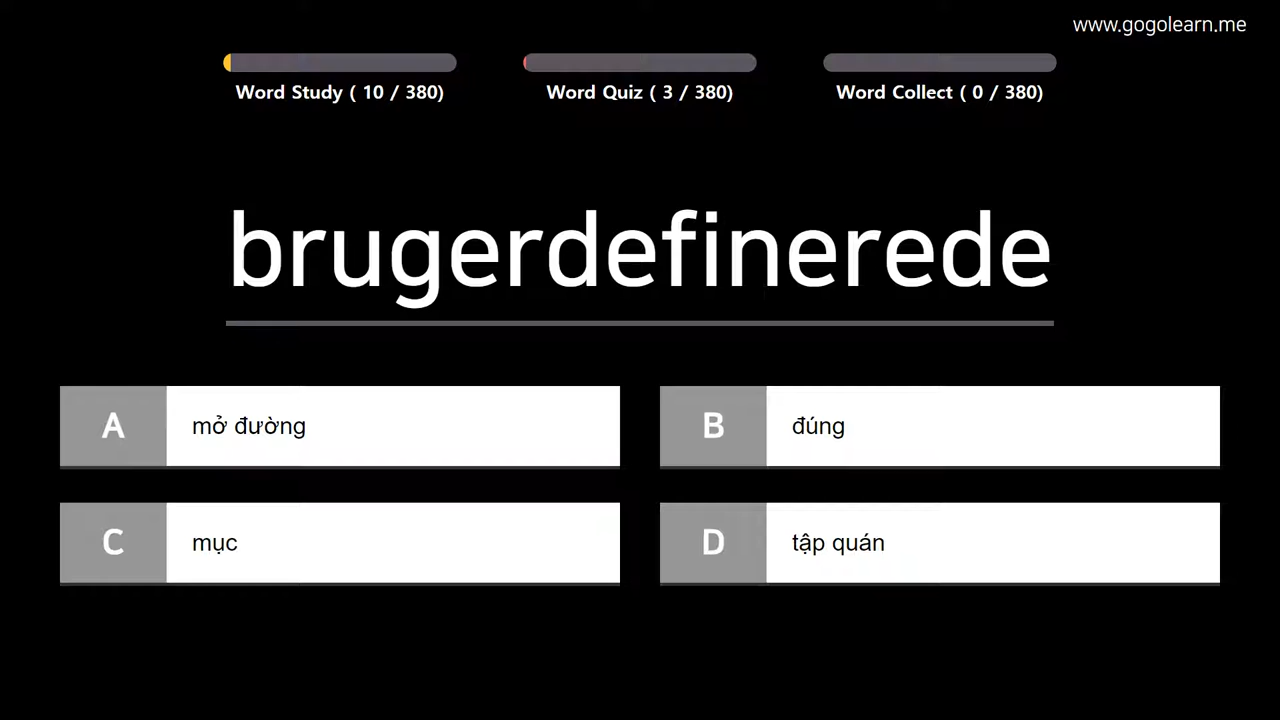 www.gogolearn.me
Word Study ( 10 / 380)
Word Quiz ( 3 / 380)
Word Collect ( 0 / 380)
brugerdefinerede
A mở đường
B đúng
C mục
D tập quán